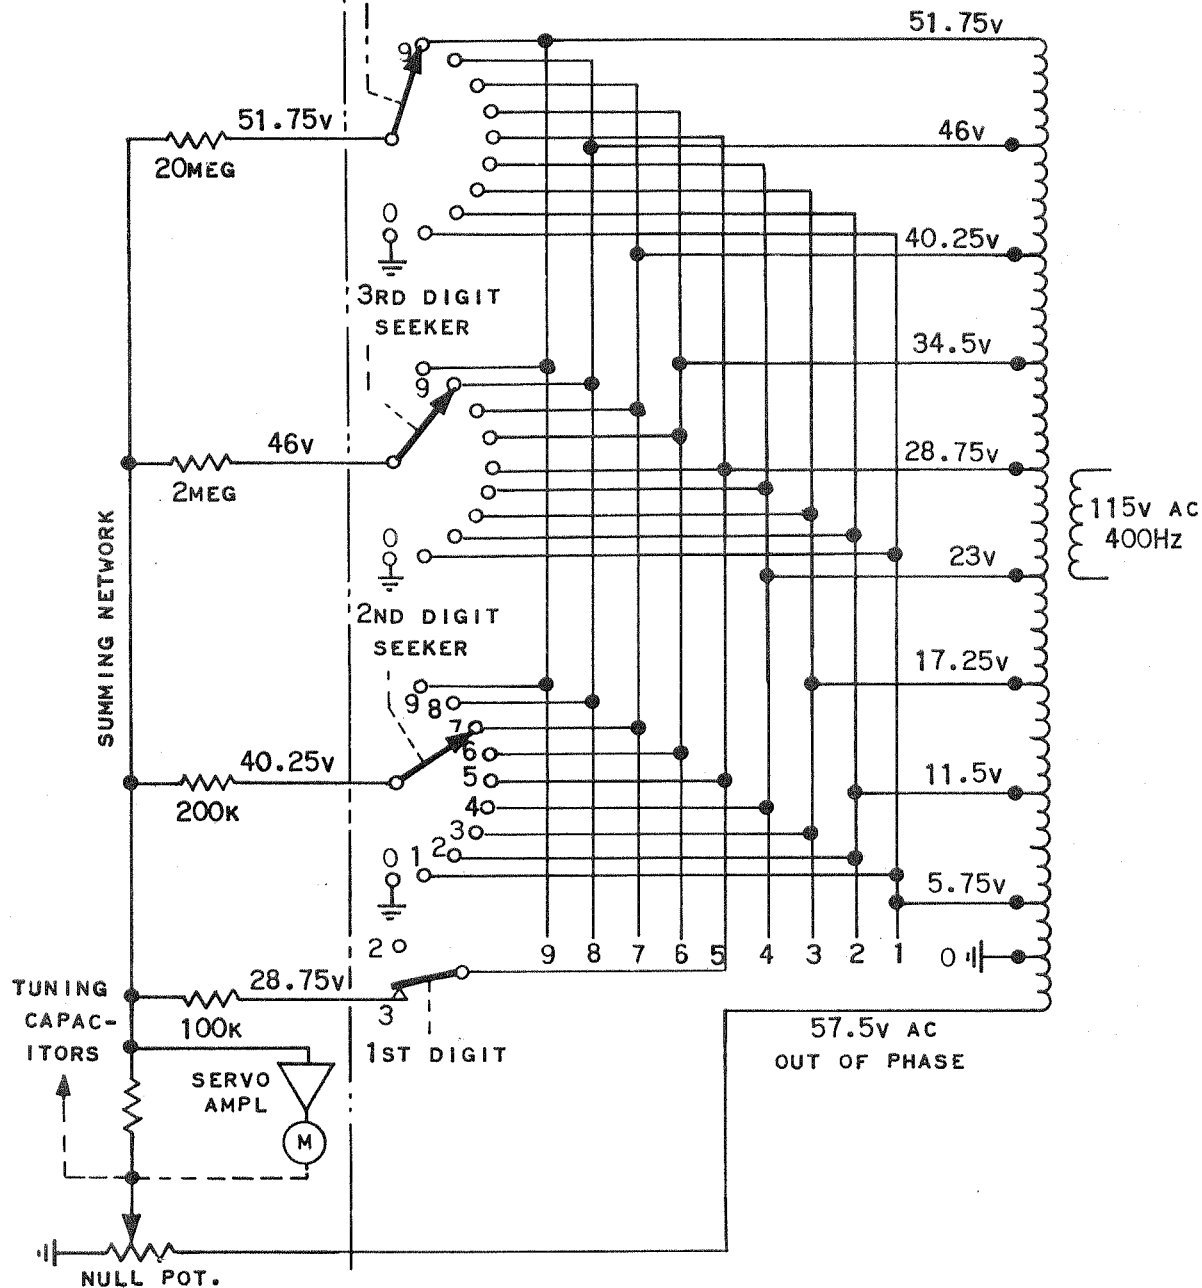 51.75v
9
51.75v
46v
20MEG
0
40.25v
3RD DIGIT
SEEKER
34.5v
9
46v
28.75v
2MEG
115v AC
400Hz
0
23v
SUMMING NETWORK
2ND DIGIT
SEEKER
17.25v
9 8
7
40.25v
6
5
11.5v
200K
4
3
2
0 1
5.75v
2
9 8 7 6 5 4 3 2 1 0
28.75v
TUNING
CAPAC-
ITORS
100K
3
57.5v AC
OUT OF PHASE
1ST DIGIT
SERVO
AMPL
M
NULL POT.